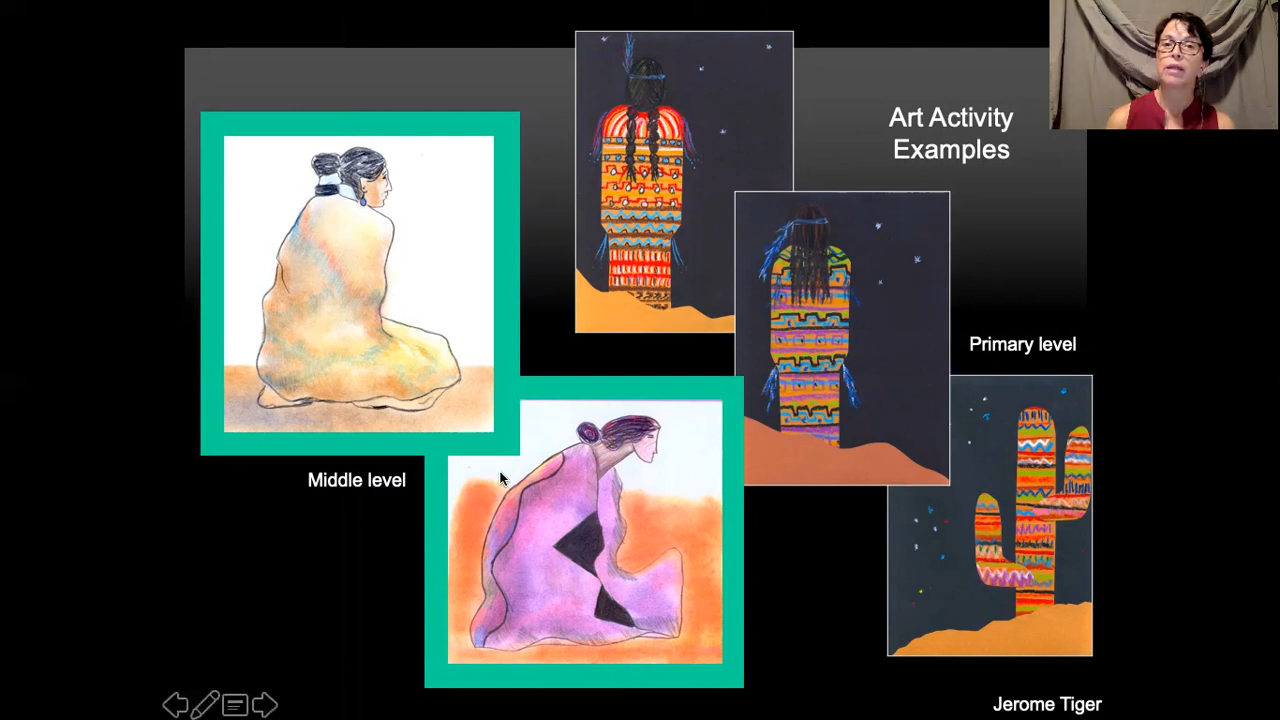 Art Activity
Examples
Primary level
Middle level
Jerome Tiger